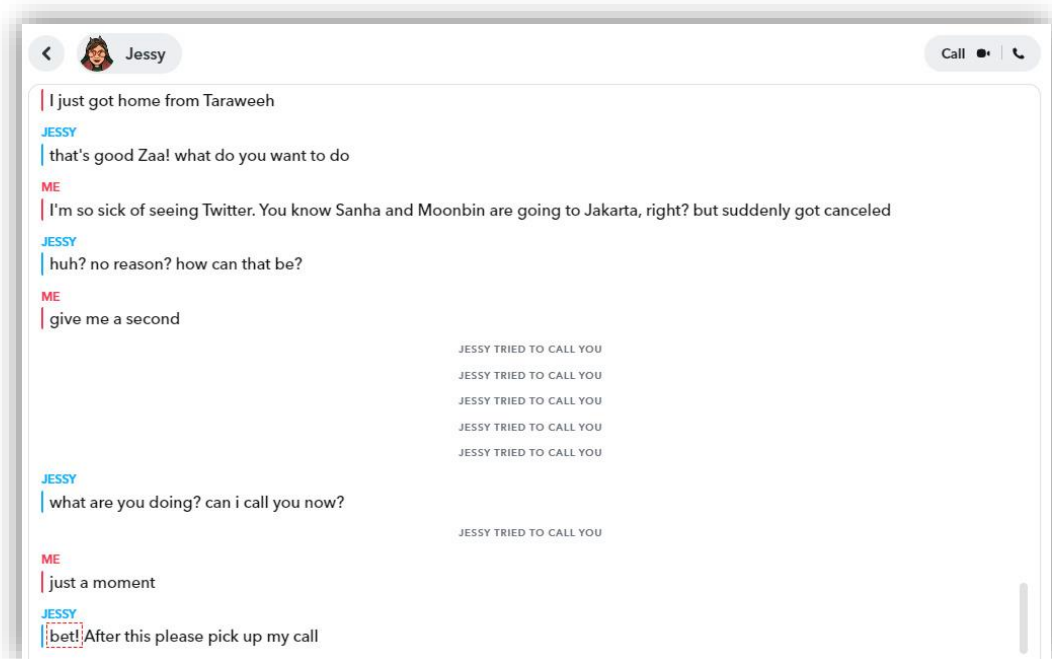 Jessy
Call
I just got home from Taraweeh
JESSY
that's good Zaa! what do you want to do
ME
I'm so sick of seeing Twitter. You know Sanha and Moonbin are going to Jakarta, right? but suddenly got canceled
JESSY
huh? no reason? how can that be?
ME
give me a second
JESSY TRIED TO CALL YOU
JESSY TRIED TO CALL YOU
JESSY TRIED TO CALL YOU
JESSY TRIED TO CALL YOU
JESSY TRIED TO CALL YOU
JESSY
what are you doing? can i call you now?
JESSY TRIED TO CALL YOU
ME
just a moment
JESSY
bet! After this please pick up my call